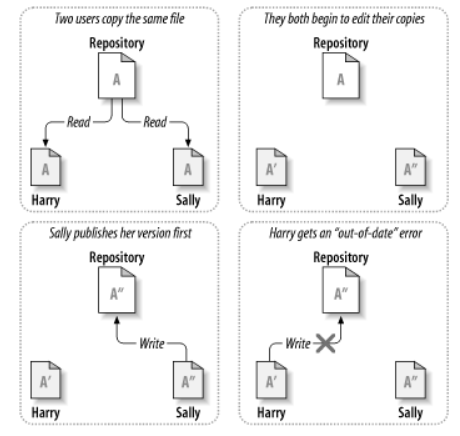 Two users copy the same file
Repository
A
Read
Read
A
A
Harry
Sally
They both begin to edit their copies
Repository
A
A'
A"
Harry
Sally
Sally publishes her version first
Repository
A"
Write
A'
A"
Harry
Sally
Harry gets an "out-of-date" error
Repository
A"
Write
A'
A"
Harry
Sally